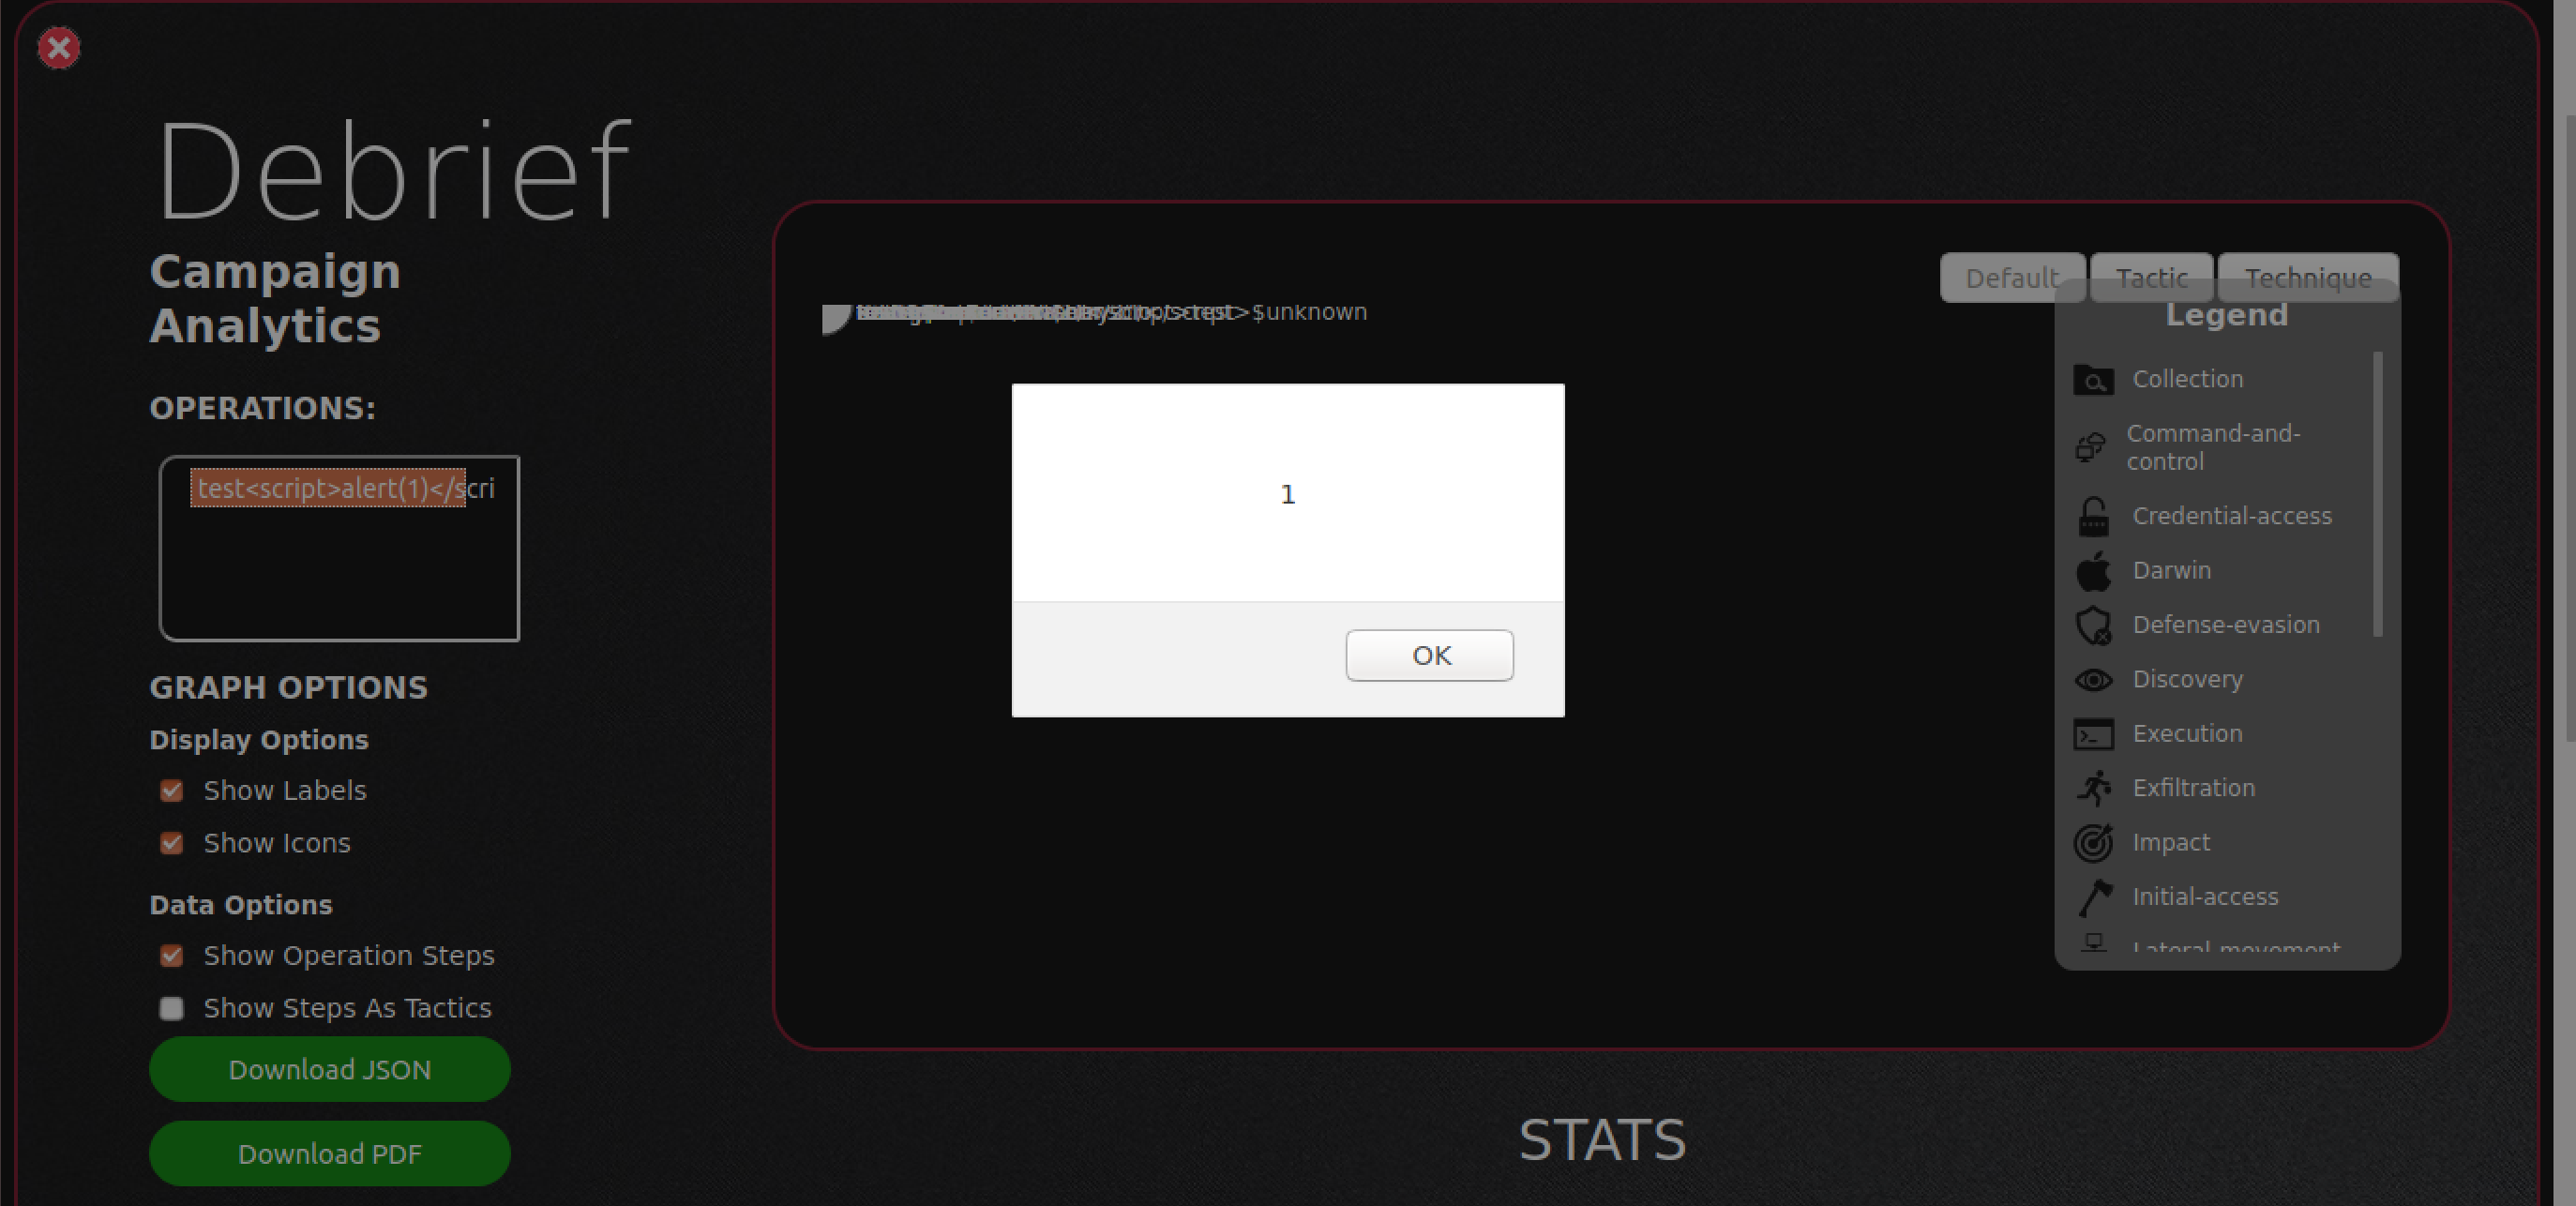 Debrief
Campaign
Analytics
OPERATIONS:
test<script>alert(1)</scri
GRAPH OPTIONS
Display Options
Show Labels
Show Icons
Data Options
Show Operation Steps
Show Steps As Tactics
Download JSON
Download PDF
Default
Tactic
Technique
$unknown
1
OK
Legend
Collection
Command-and-
control
Credential-access
Darwin
Defense-evasion
Discovery
Execution
Exfiltration
Impact
Initial-access
Lateral-movement
STATS